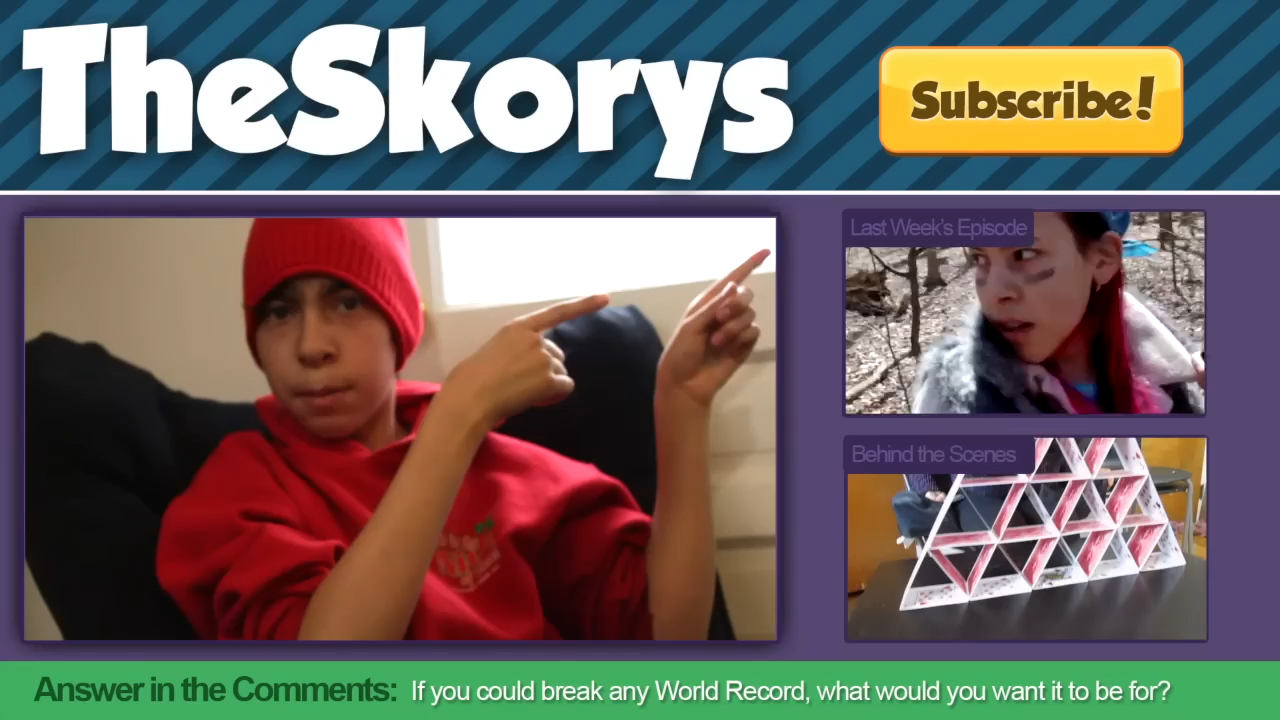 TheSkorys
Subscribe!
Last Week's Episode
Behind the Scenes
Answer in the Comments: If you could break any World Record, what would you want it to be for?